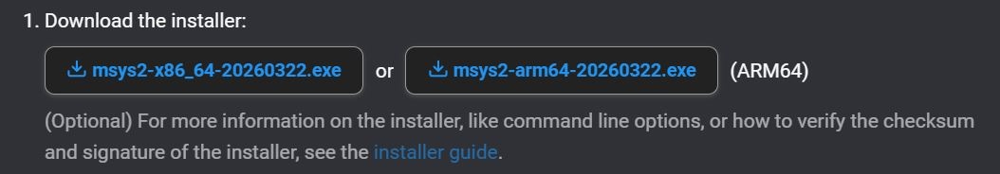 1. Download the installer:
msys2-x86_64-20260322.exe or msys2-arm64-20260322.exe (ARM64)
(Optional) For more information on the installer, like command line options, or how to verify the checksum
and signature of the installer, see the installer guide.